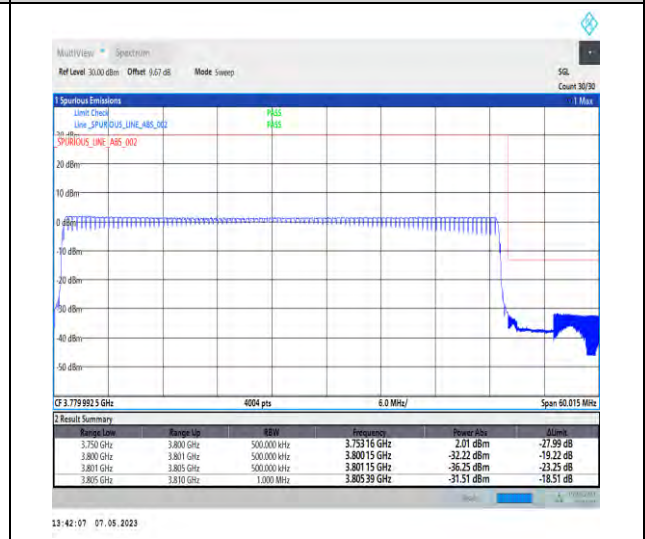 MultiView Spectrum
Ref Level 30.00 dBm Offset 9.67 dB Mode Sweep SGL
Count 30/30
1 Spurious Emissions 1 Max
Limit Check PASS
Line _SPURIOUS_LINE_ABS_002 PASS
30 dBm
_SPURIOUS_LINE_ABS_002
20 dBm
10 dBm
0 dBm
-10 dBm
-20 dBm
-30 dBm
-40 dBm
-50 dBm
CF 3.779 992 5 GHz 4004 pts 6.0 MHz/ Span 60.015 MHz
2 Result Summary
Range Low Range Up RBW Frequency Power Abs ΔLimit
3.750 GHz 3.800 GHz 500.000 kHz 3.753 16 GHz 2.01 dBm -27.99 dB
3.800 GHz 3.801 GHz 500.000 kHz 3.800 15 GHz -32.22 dBm -19.22 dB
3.801 GHz 3.805 GHz 500.000 kHz 3.801 15 GHz -36.25 dBm -23.25 dB
3.805 GHz 3.810 GHz 1.000 MHz 3.805 39 GHz -31.51 dBm -18.51 dB
13:42:07 07.05.2023